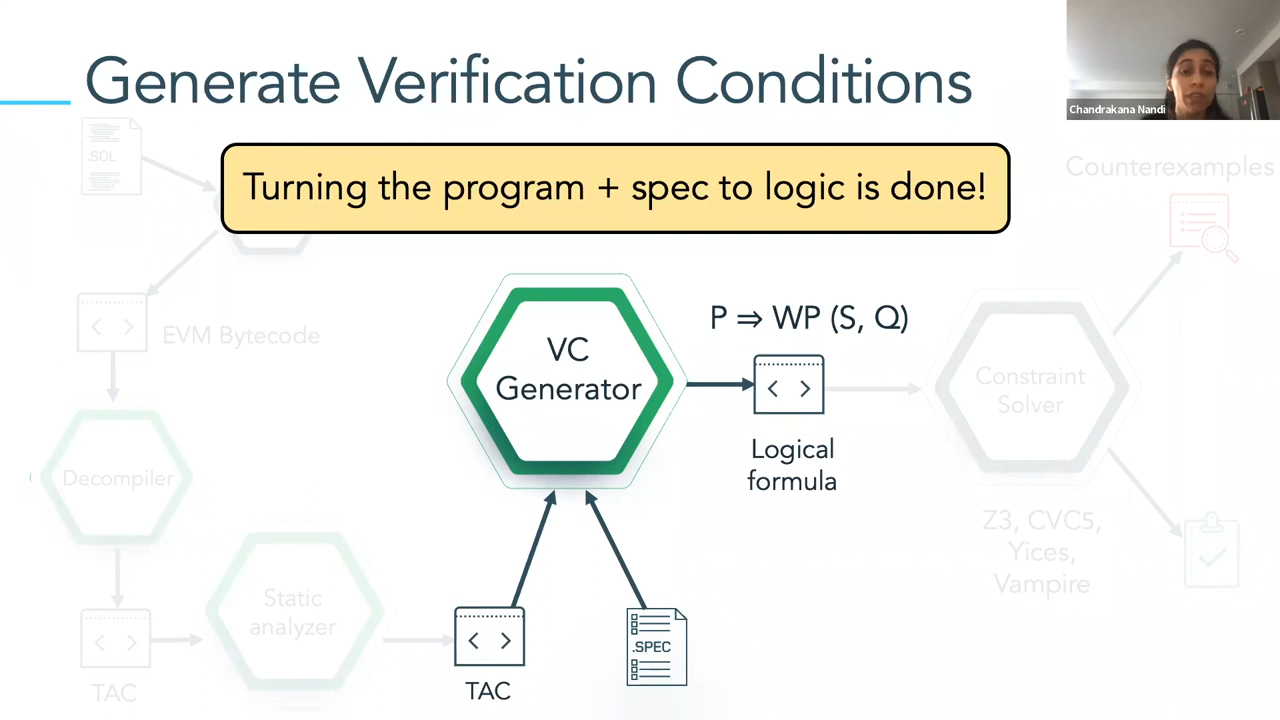 Generate Verification Conditions
Chandrakana Nandi
.SOL
Turning the program + spec to logic is done!
Counterexamples
EVM Bytecode
VC
Generator
P ⇒ WP (S, Q)
Constraint
Solver
Logical
formula
Decompiler
Z3, CVC5,
Yices,
Vampire
Static
analyzer
.SPEC
TAC
TAC